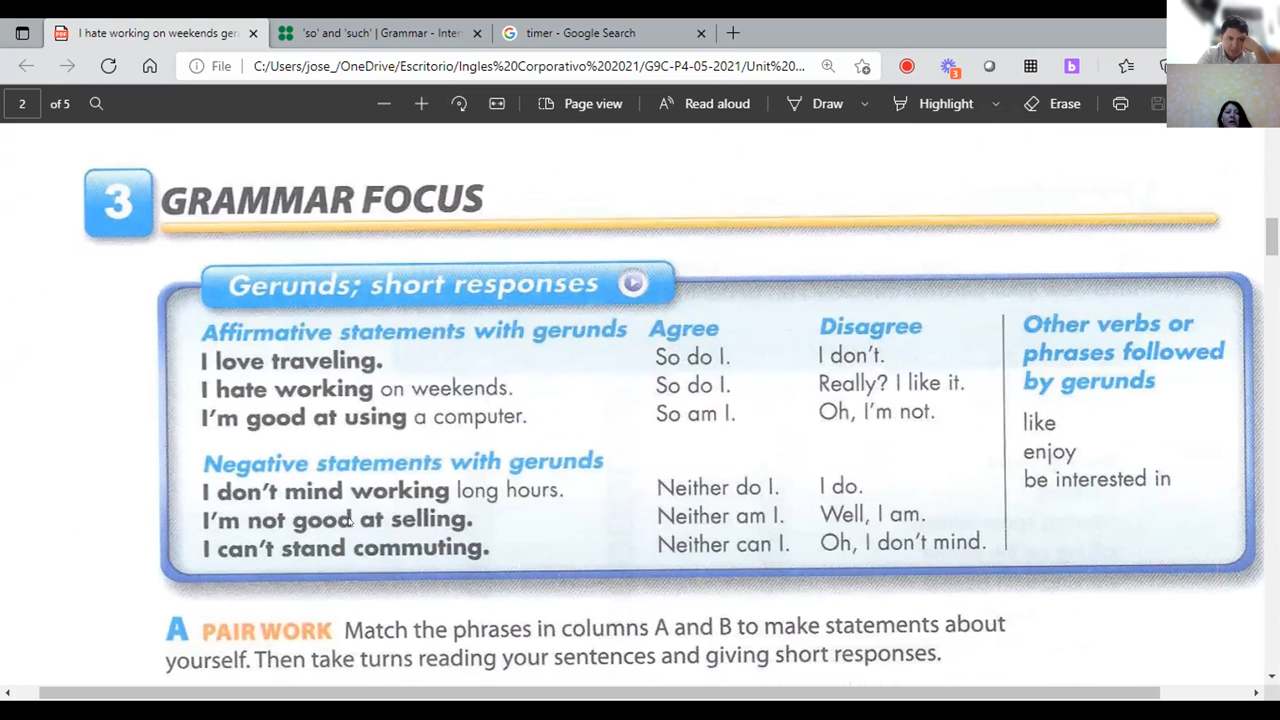 I hate working on weekends ger
'so' and 'such' | Grammar - Inter
timer - Google Search
File
C:/Users/jose_/OneDrive/Escritorio/Ingles%20Corporativo%202021/G9C-P4-05-2021/Unit%20...
3
2
of 5
Page view
Read aloud
Draw
Highlight
Erase
3 GRAMMAR FOCUS
Gerunds; short responses
Affirmative statements with gerunds Agree Disagree
I love traveling. So do I. I don't.
I hate working on weekends. So do I. Really? I like it.
I'm good at using a computer. So am I. Oh, I'm not.
Negative statements with gerunds
I don't mind working long hours. Neither do I. I do.
I'm not good at selling. Neither am I. Well, I am.
I can't stand commuting. Neither can I. Oh, I don't mind.
Other verbs or
phrases followed
by gerunds
like
enjoy
be interested in
A PAIR WORK Match the phrases in columns A and B to make statements about
yourself. Then take turns reading your sentences and giving short responses.